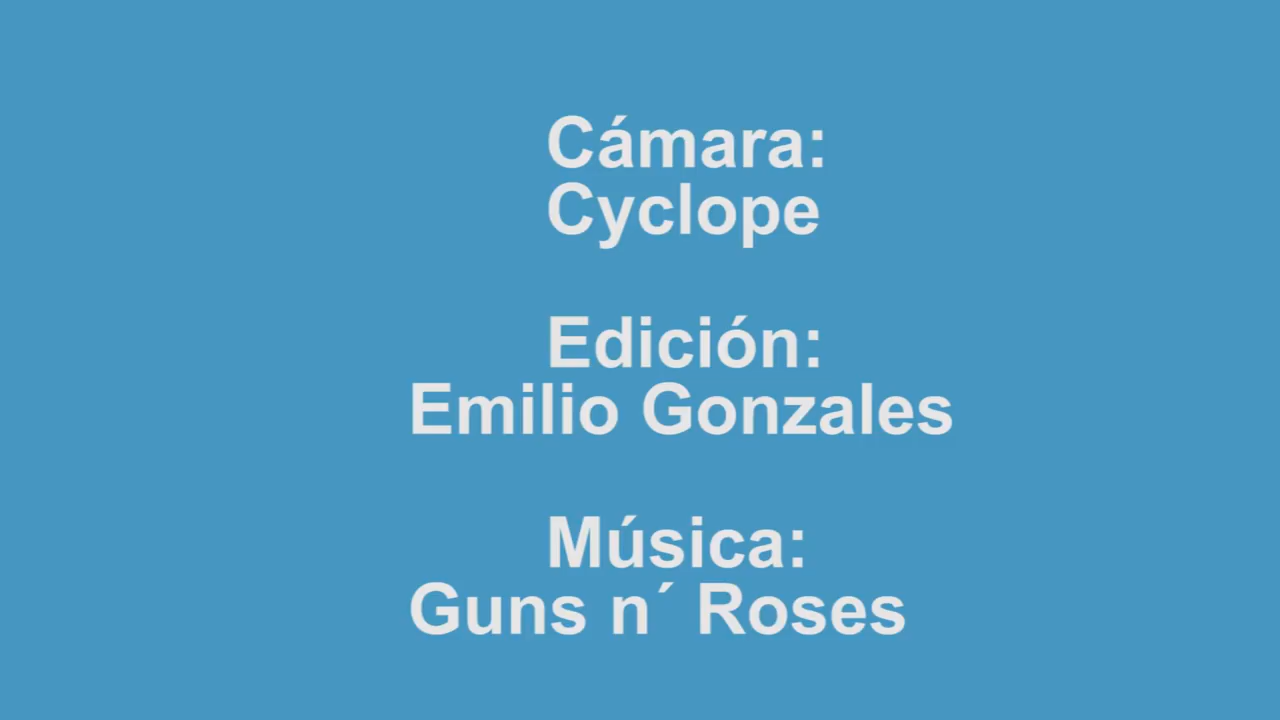 Cámara:
Cyclope
Edición:
Emilio Gonzales
Música:
Guns n´ Roses